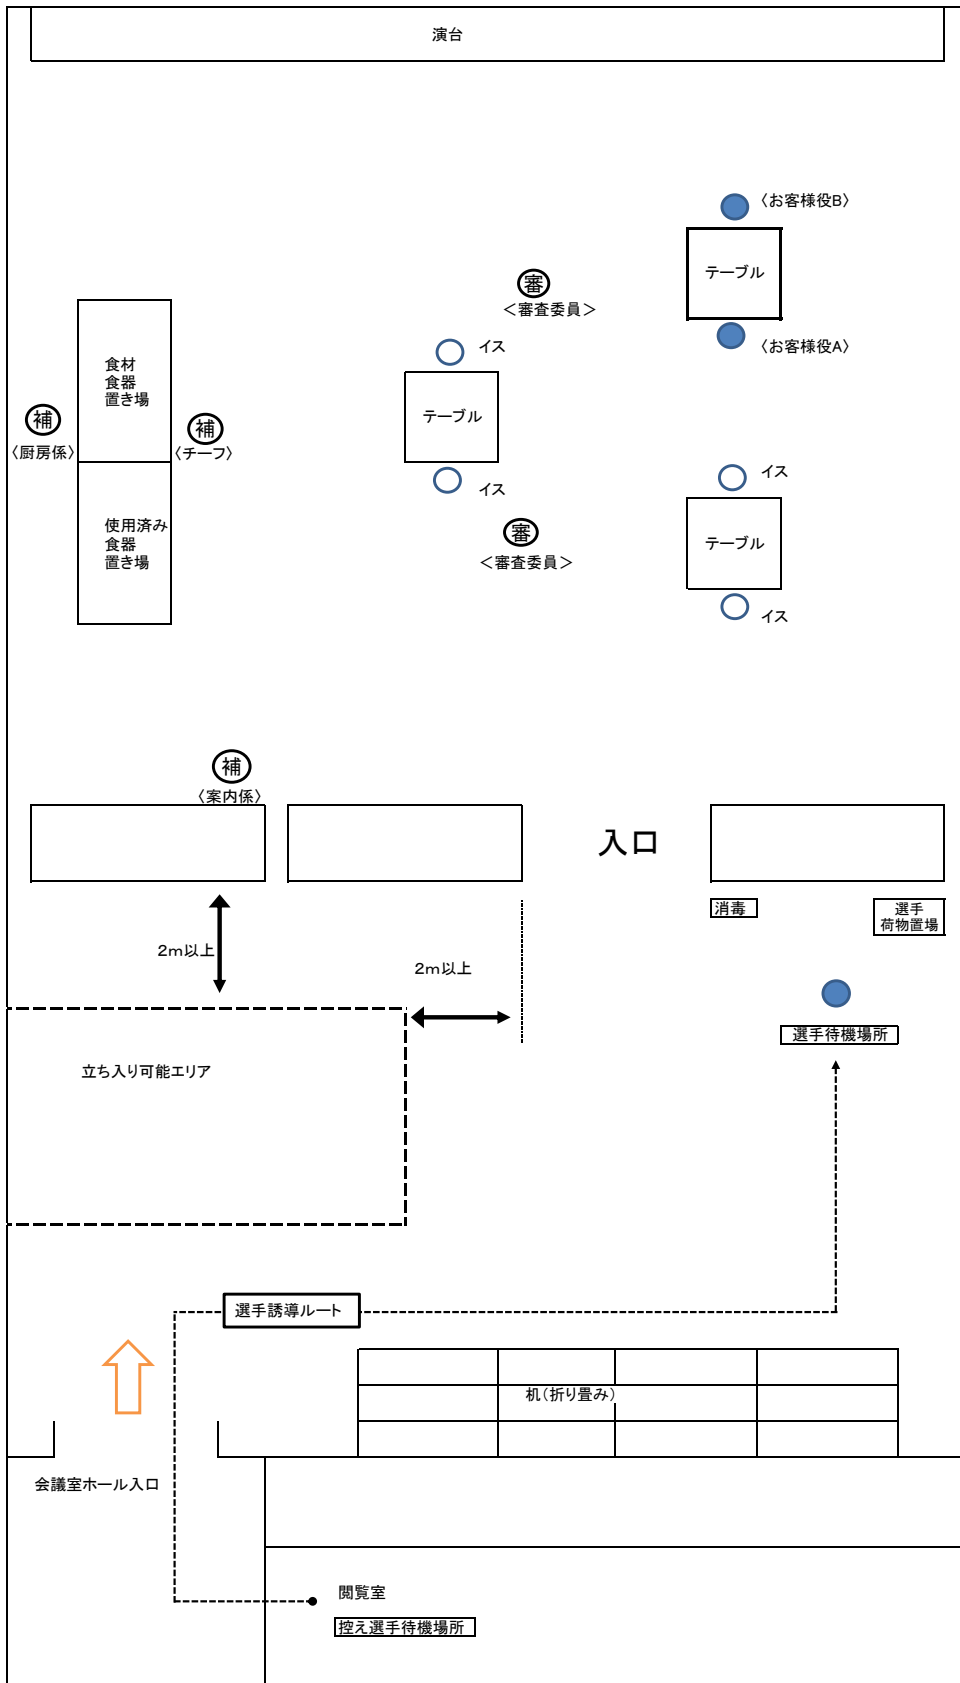 演台
〈お客様役B〉
テーブル
審
＜審査委員＞
〈お客様役A〉
イス
食材
食器
置き場
テーブル
補
〈厨房係〉
補
〈チーフ〉
イス
イス
使用済み
食器
置き場
審
＜審査委員＞
テーブル
イス
補
〈案内係〉
入口
消毒
選手
荷物置場
2m以上
2m以上
選手待機場所
立ち入り可能エリア
選手誘導ルート
机(折り畳み)
会議室ホール入口
閲覧室
控え選手待機場所